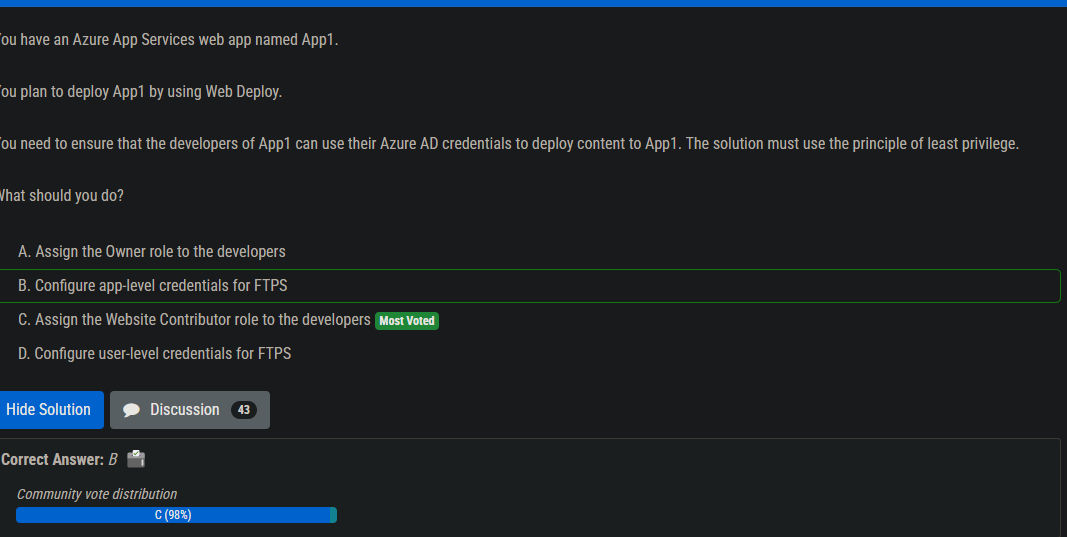 ou have an Azure App Services web app named App1.
ou plan to deploy App1 by using Web Deploy.
ou need to ensure that the developers of App1 can use their Azure AD credentials to deploy content to App1. The solution must use the principle of least privilege.
What should you do?
A. Assign the Owner role to the developers
B. Configure app-level credentials for FTPS
C. Assign the Website Contributor role to the developers Most Voted
D. Configure user-level credentials for FTPS
Hide Solution Discussion 43
Correct Answer: B
Community vote distribution
C (98%)